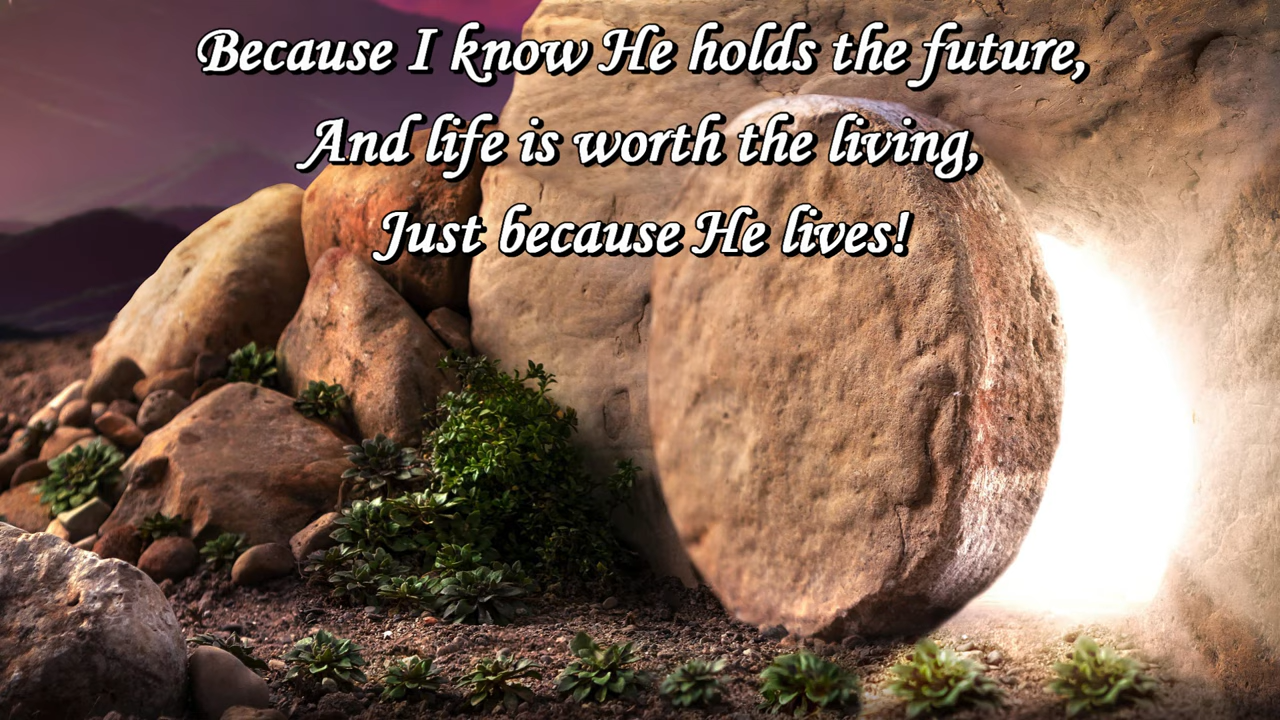 Because I know He holds the future,
And life is worth the living,
Just because He lives!